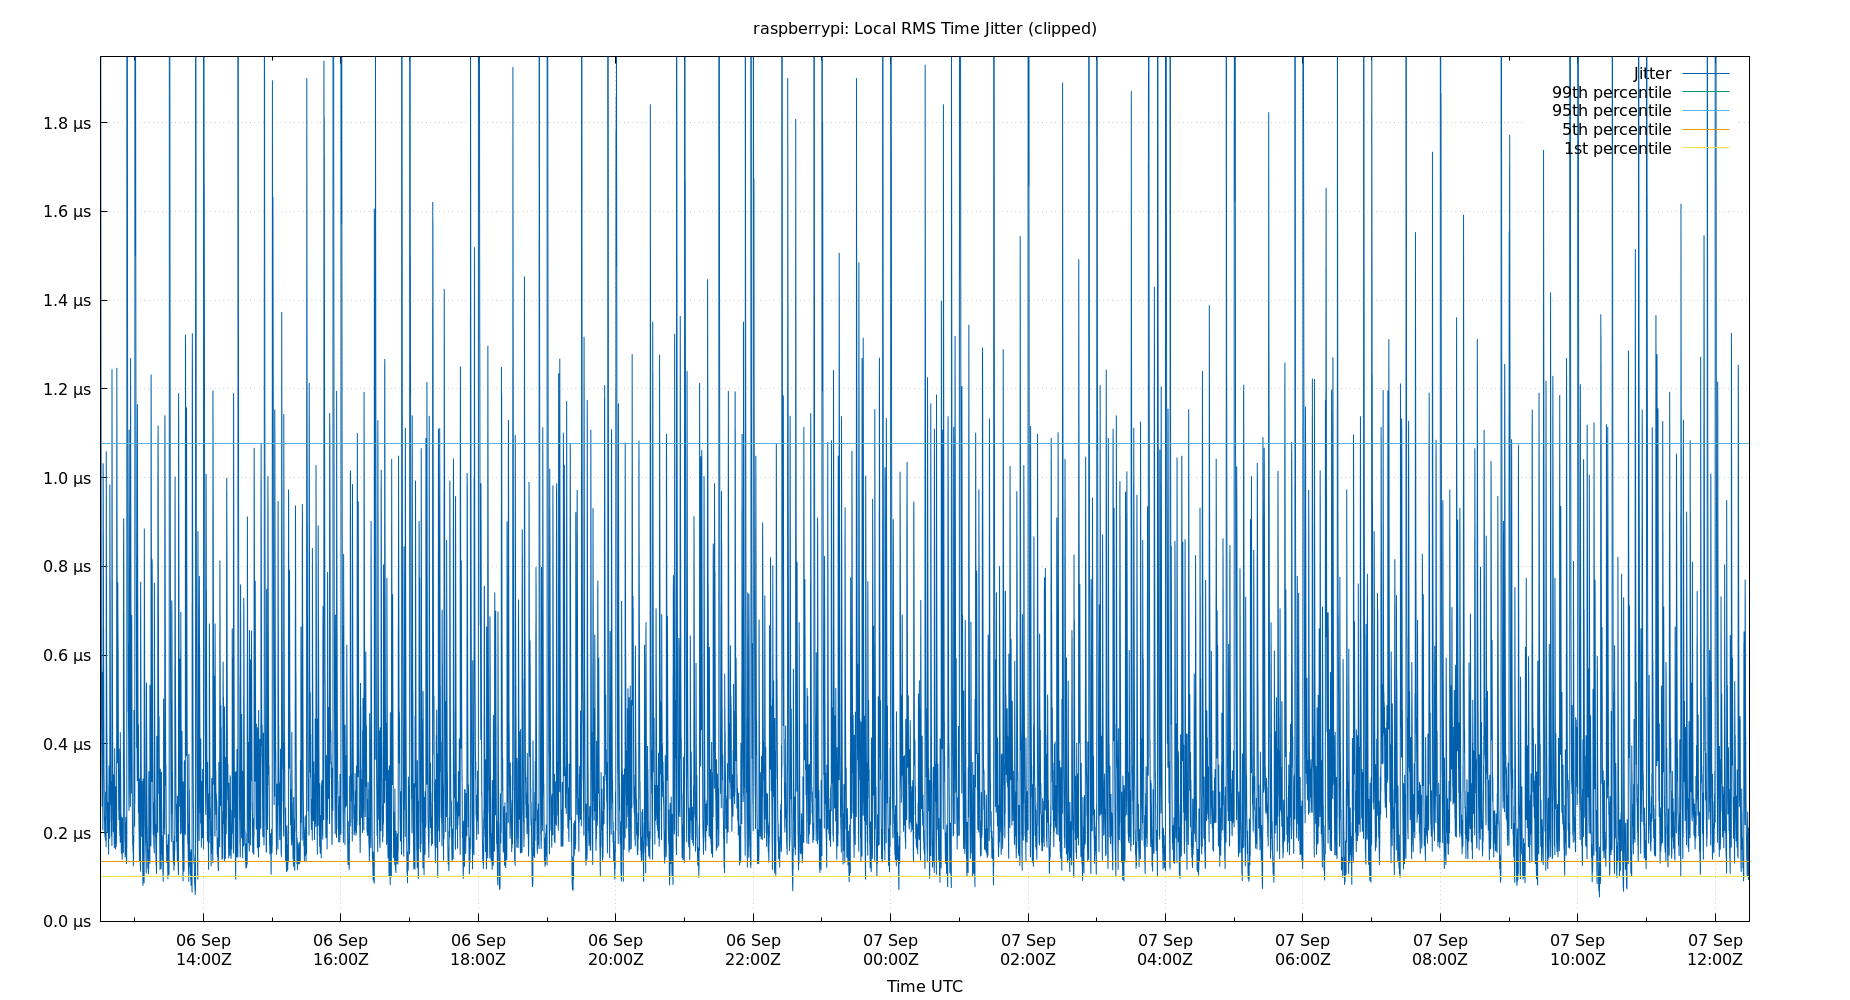 raspberrypi: Local RMS Time Jitter (clipped)
Jitter
99th percentile
95th percentile
5th percentile
1st percentile
1.8 µs
1.6 µs
1.4 µs
1.2 µs
1.0 µs
0.8 µs
0.6 µs
0.4 µs
0.2 µs
0.0 µs
06 Sep 06 Sep 06 Sep 06 Sep 06 Sep 07 Sep 07 Sep 07 Sep 07 Sep 07 Sep 07 Sep 07 Sep
14:00Z 16:00Z 18:00Z 20:00Z 22:00Z 00:00Z 02:00Z 04:00Z 06:00Z 08:00Z 10:00Z 12:00Z
Time UTC